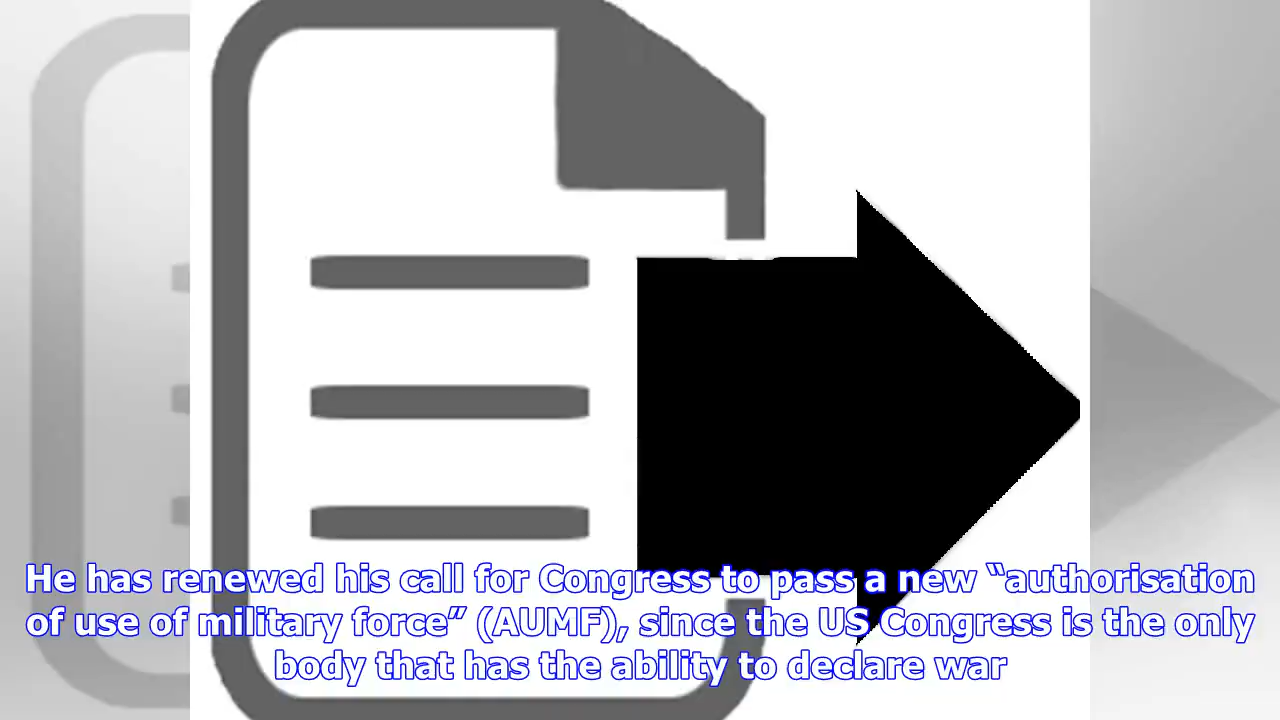 He has renewed his call for Congress to pass a new “authorisation
of use of military force” (AUMF), since the US Congress is the only
body that has the ability to declare war